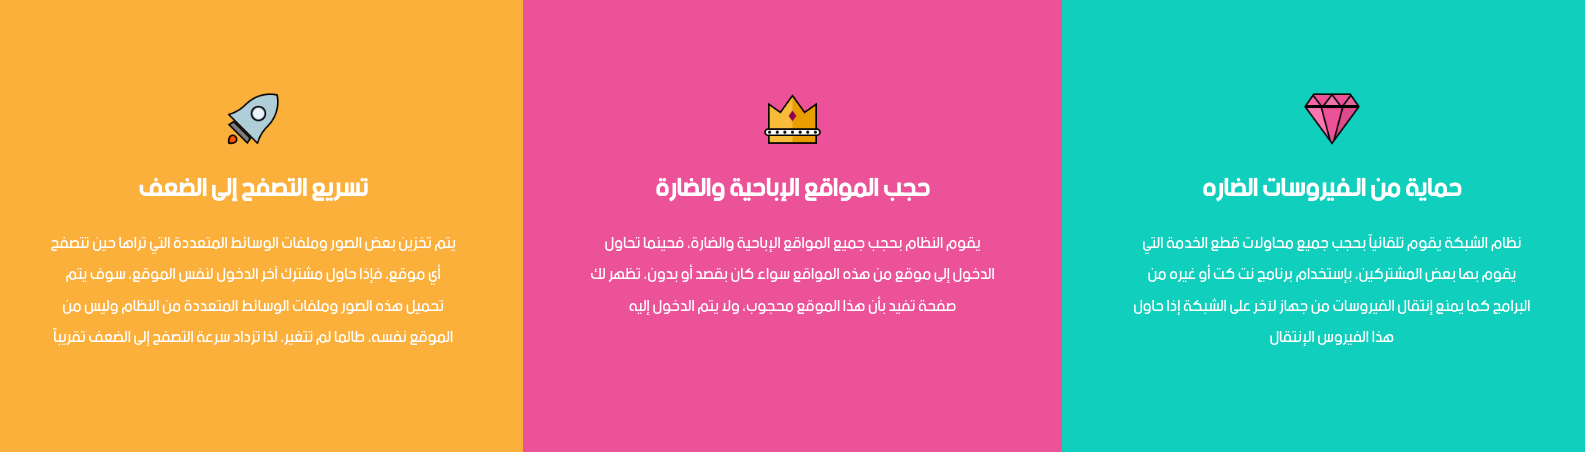 حماية من الـفيروسات الضاره
نظام الشبكة يقوم تلقائياً بحجب جميع محاولات قطع الخدمة التي
يقوم بها بعض المشتركين، بإستخدام برنامج نت كت أو غيره من
البرامج كما يمنع إنتقال الفيروسات من جهاز لآخر على الشبكة إذا حاول
هذا الفيروس الإنتقال
حجب المواقع الإباحية والضارة
يقوم النظام بحجب جميع المواقع الإباحية والضارة، فحينما تحاول
الدخول إلى موقع من هذه المواقع سواء كان بقصد أو بدون، تظهر لك
صفحة تفيد بأن هذا الموقع محجوب، ولا يتم الدخول إليه
تسريع التصفح إلى الضعف
يتم تخزين بعض الصور وملفات الوسائط المتعددة التي تراها حين تتصفح
أي موقع، فإذا حاول مشترك آخر الدخول لنفس الموقع، سوف يتم
تحميل هذه الصور وملفات الوسائط المتعددة من النظام وليس من
الموقع نفسه، طالما لم تتغير، لذا تزداد سرعة التصفح إلى الضعف تقريباً